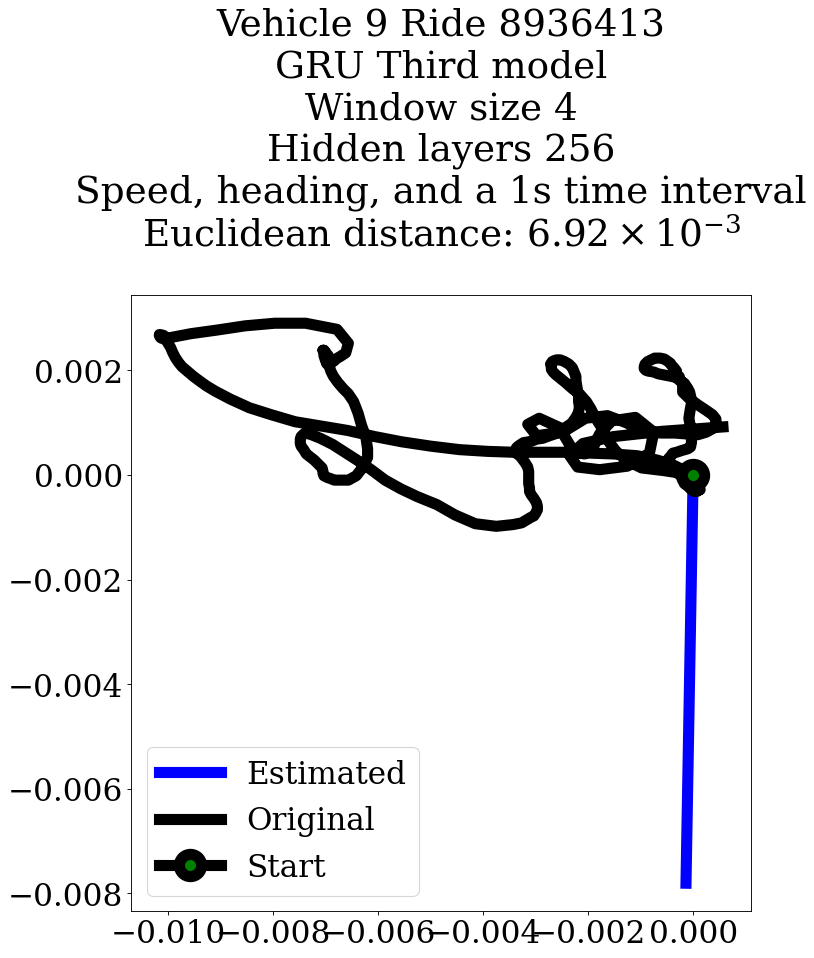 Vehicle 9 Ride 8936413
GRU Third model
Window size 4
Hidden layers 256
Speed, heading, and a 1s time interval
Euclidean distance: 6.92 × 10⁻³
0.002
0.000
−0.002
−0.004
−0.006
−0.008
Estimated
Original
Start
−0.010 −0.008 −0.006 −0.004 −0.002 0.000